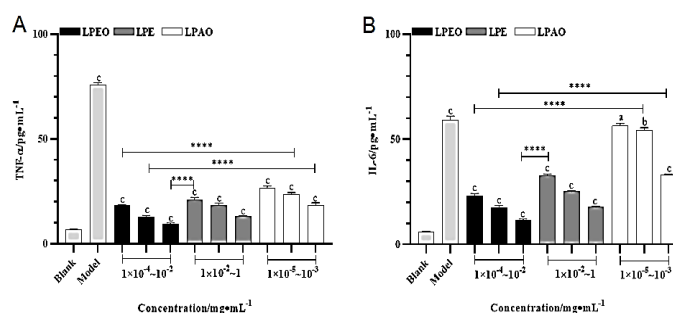 A
LPEO LPE LPAO
100
50
0
TNF-α/pg•mL⁻¹
c
c c c c c c c c c
****
****
****
Blank Model 1×10⁻⁴~10⁻² 1×10⁻²~1 1×10⁻⁵~10⁻³
Concentration/mg•mL⁻¹
B
LPEO LPE LPAO
100
50
0
IL-6/pg•mL⁻¹
c
c c c c c c a b c
****
****
****
Blank Model 1×10⁻⁴~10⁻² 1×10⁻²~1 1×10⁻⁵~10⁻³
Concentration/mg•mL⁻¹